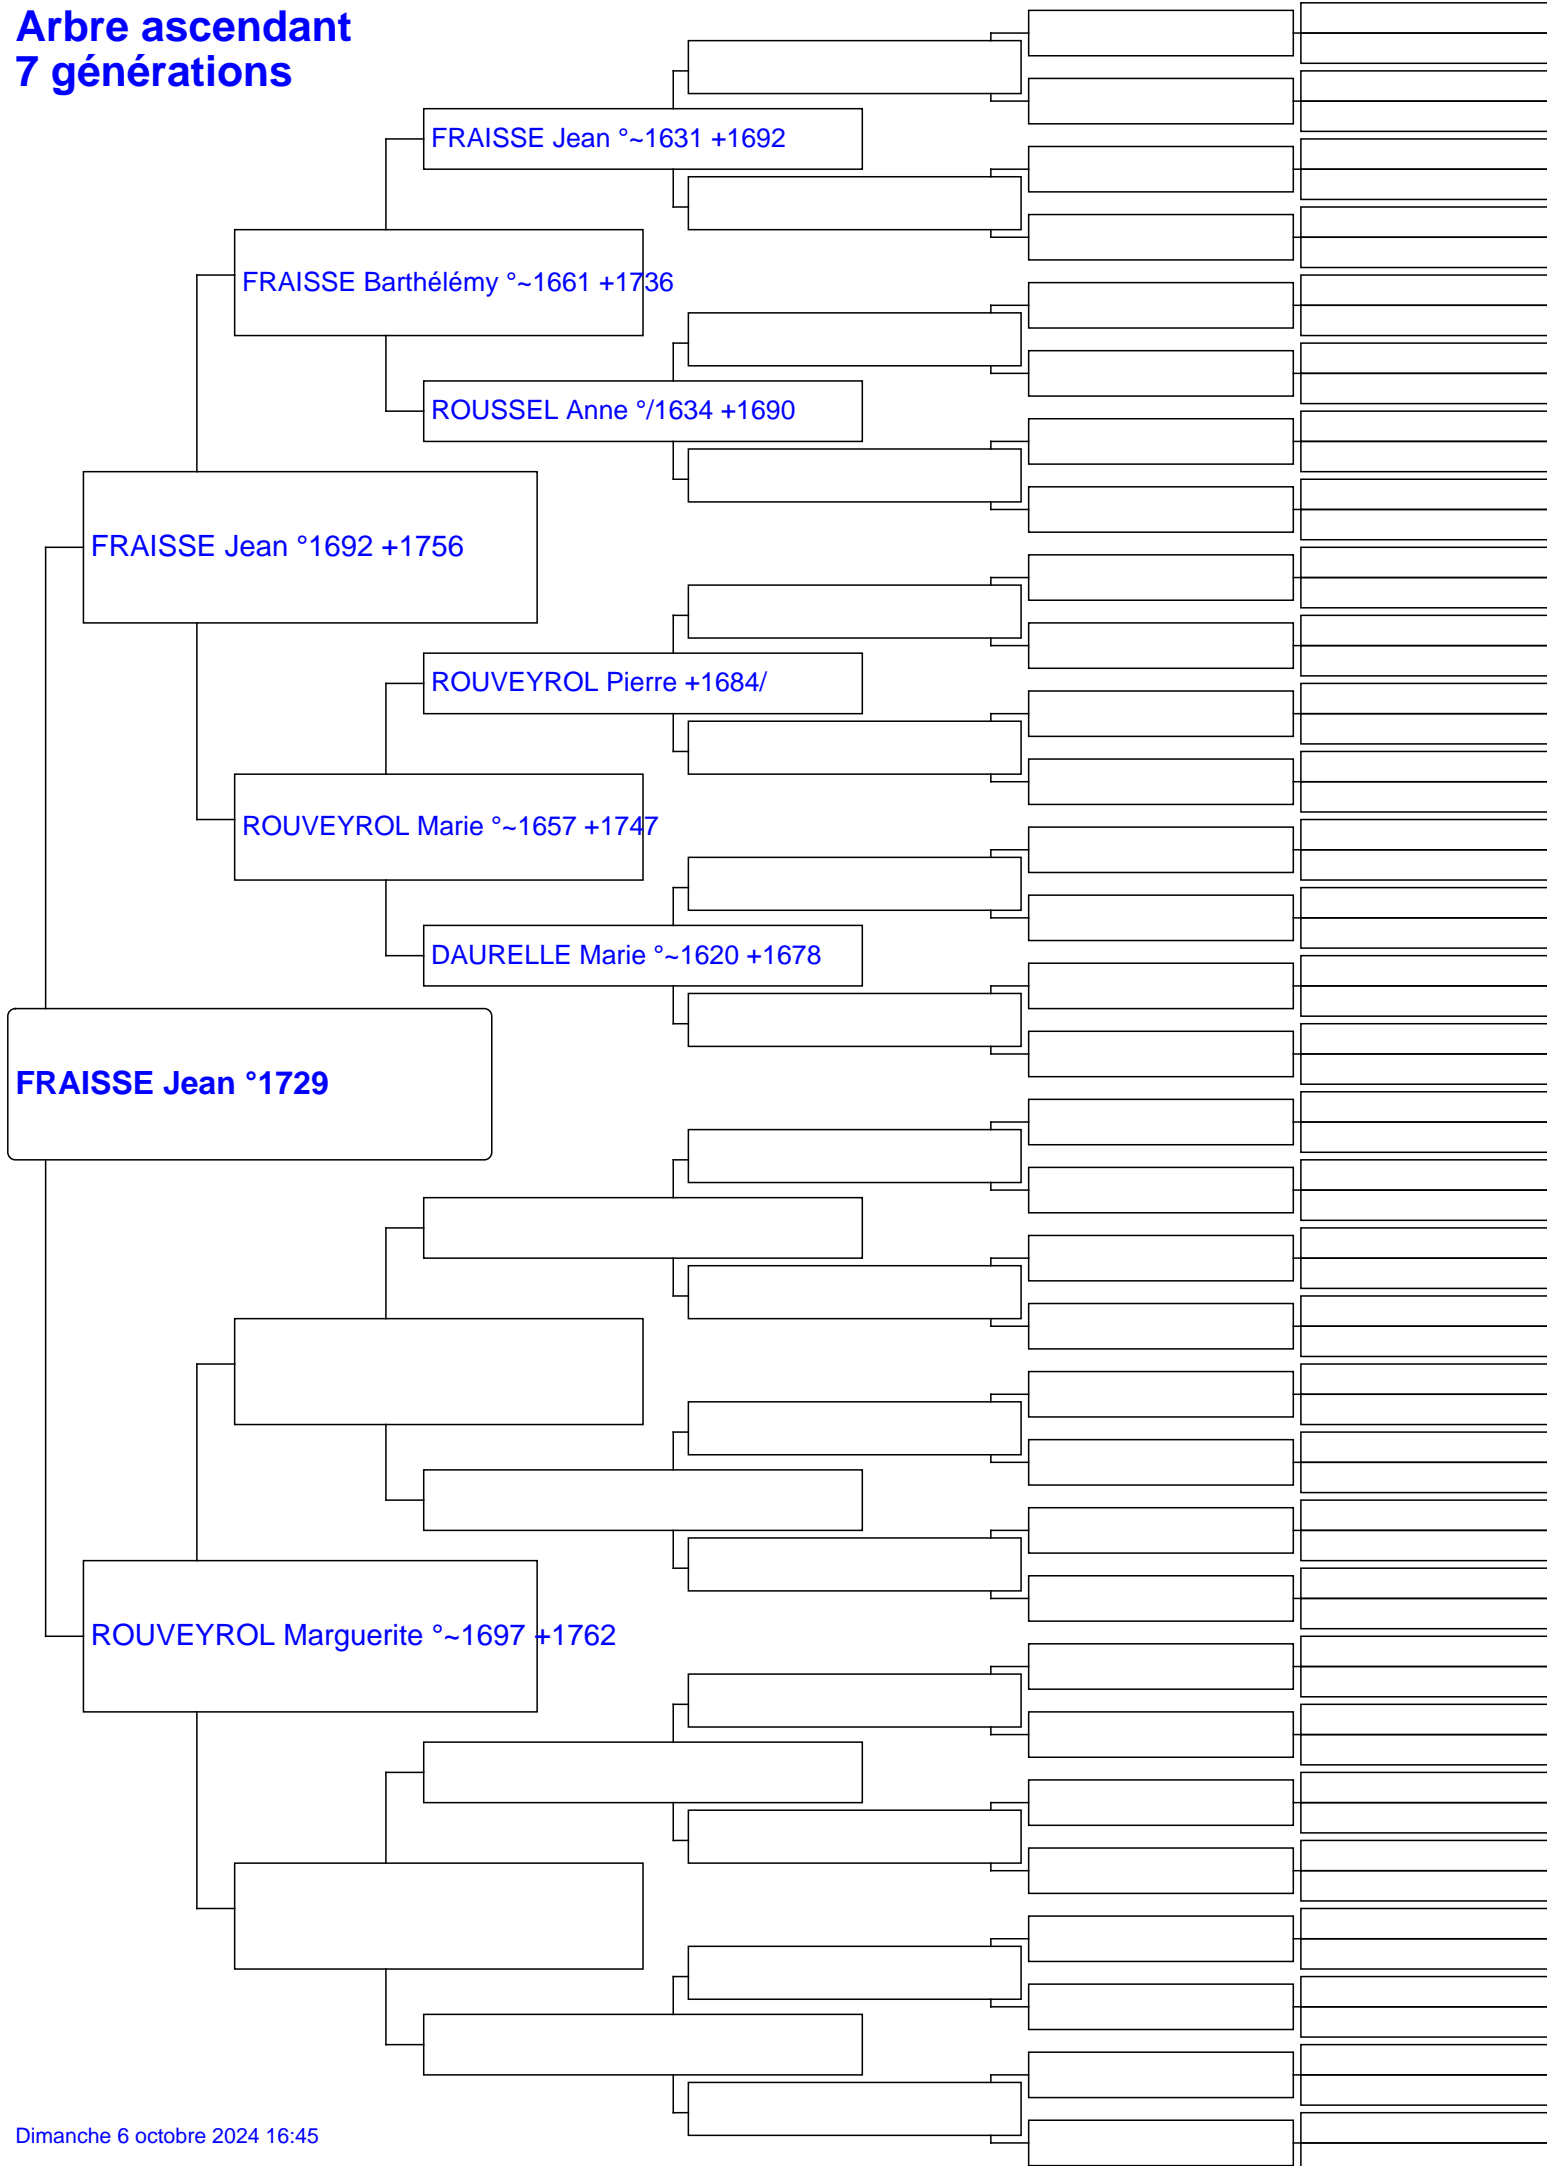 Arbre ascendant
7 générations
FRAISSE Jean °~1631 +1692
FRAISSE Barthélémy °~1661 +1736
ROUSSEL Anne °/1634 +1690
FRAISSE Jean °1692 +1756
ROUVEYROL Pierre +1684/
ROUVEYROL Marie °~1657 +1747
DAURELLE Marie °~1620 +1678
FRAISSE Jean °1729
ROUVEYROL Marguerite °~1697 +1762
Dimanche 6 octobre 2024 16:45